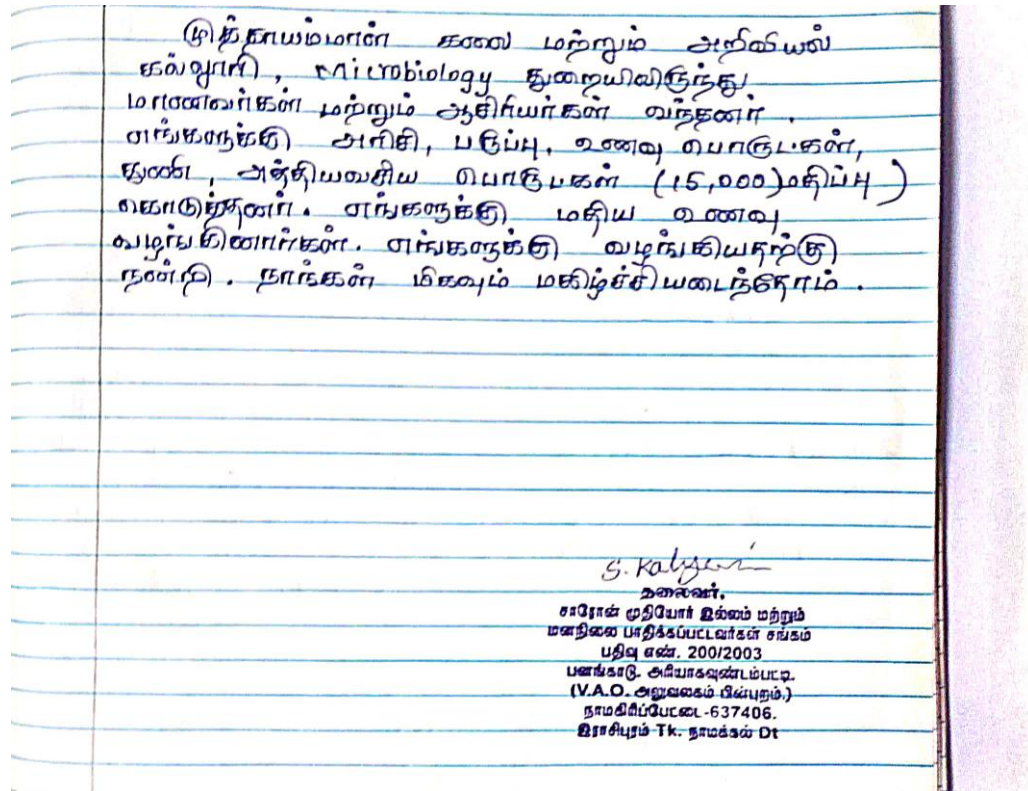 முத்தாயம்மாள் கலை மற்றும் அறிவியல்
கல்லூரி, Microbiology துறையிலிருந்து
மாணவர்கள் மற்றும் ஆசிரியர்கள் வந்தனர்.
எங்களுக்கு அரிசி, பருப்பு, உணவு பொருட்கள்,
துணி, அத்தியவசிய பொருட்கள் (15,000) மதிப்பு)
கொடுத்தனர். எங்களுக்கு மதிய உணவு
வழங்கினார்கள். எங்களுக்கு வழங்கியதற்கு
நன்றி. நாங்கள் மிகவும் மகிழ்ச்சியடைந்தோம்.
S. Kalyani
தலைவர்.
சாரோன் முதியோர் இல்லம் மற்றும்
மனநிலை பாதிக்கப்பட்டவர்கள் சங்கம்
பதிவு எண். 200/2003
பனங்காடு. அரியாகவுண்டம்பட்டி.
(V.A.O. அலுவலகம் பின்புறம்.)
நாமகிரிப்பேட்டை-637406.
இராசிபுரம் Tk. நாமக்கல் Dt